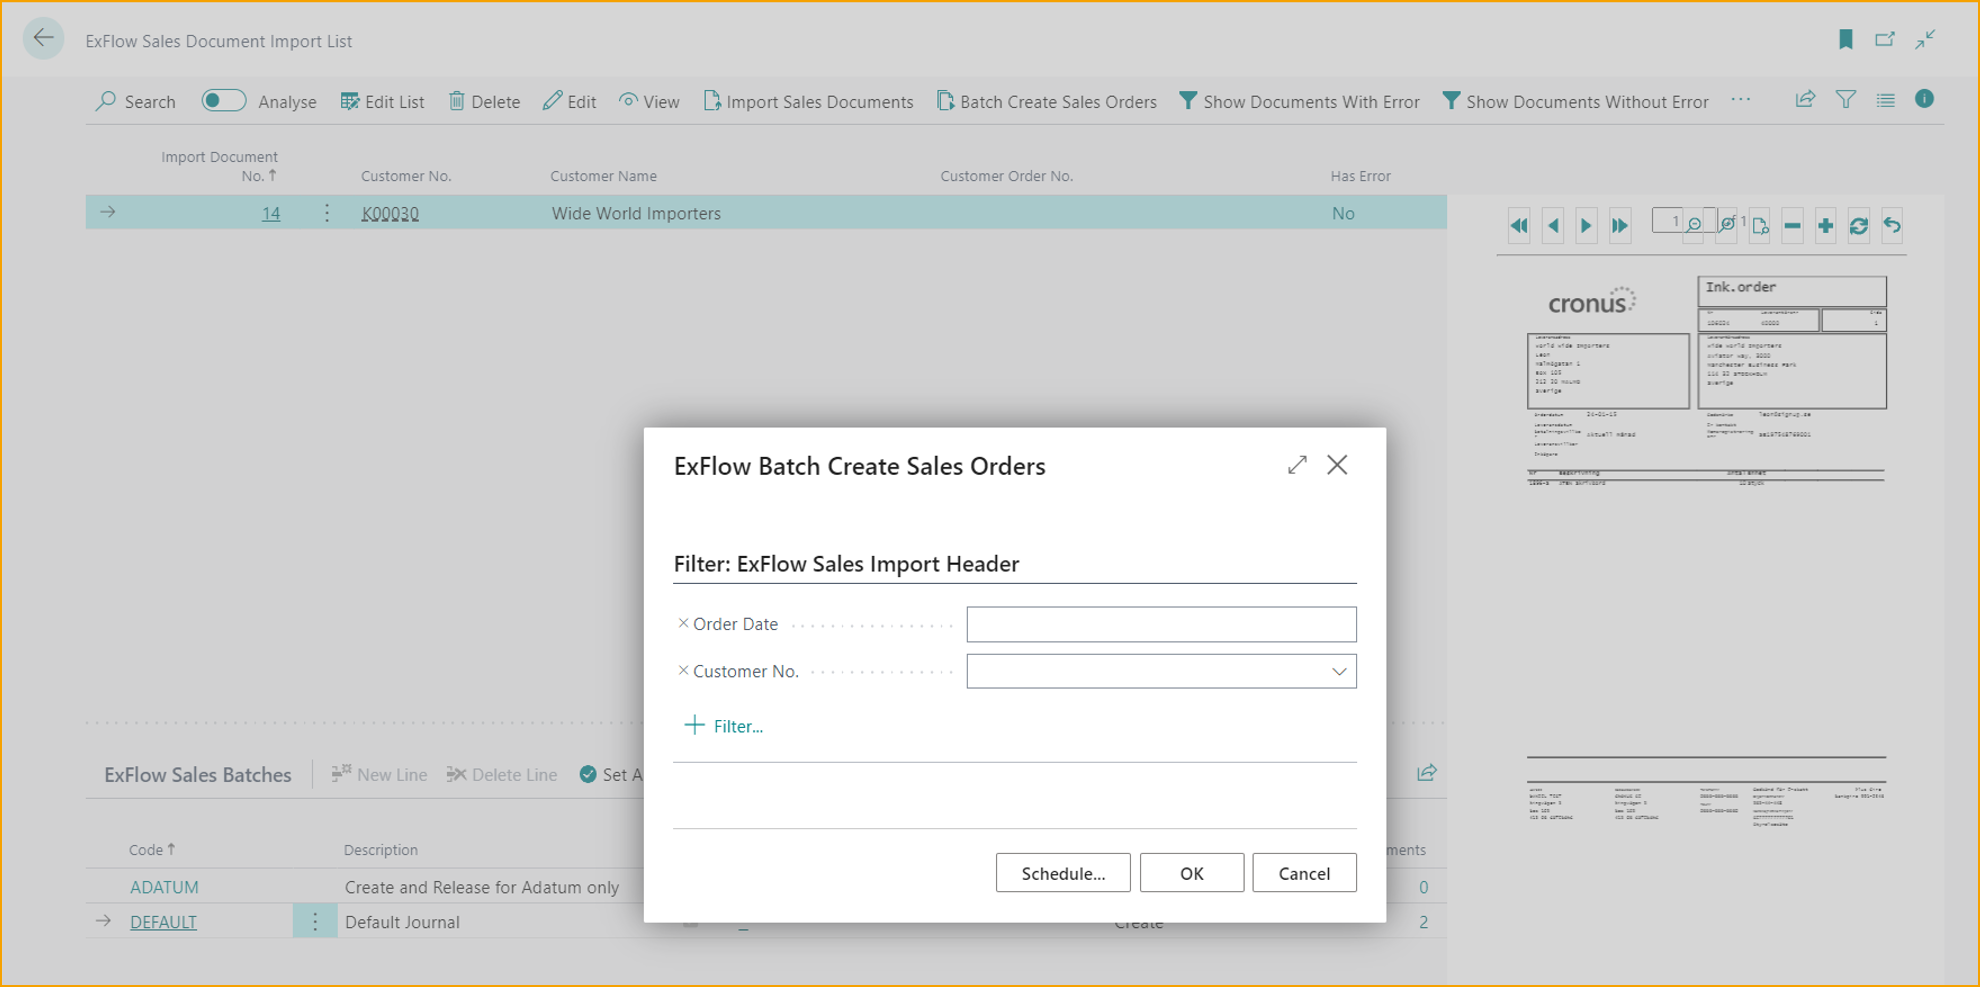 ExFlow Sales Document Import List
Search Analyse Edit List Delete Edit View Import Sales Documents Batch Create Sales Orders Show Documents With Error Show Documents Without Error ...
Import Document
No. ↑ Customer No. Customer Name Customer Order No. Has Error
14 K00030 Wide World Importers No
1 of 1
cronus
Ink.order
ExFlow Batch Create Sales Orders
Filter: ExFlow Sales Import Header
Order Date
Customer No.
Filter...
Schedule... OK Cancel
ExFlow Sales Batches New Line Delete Line Set A
Code ↑ Description ments
ADATUM Create and Release for Adatum only 0
DEFAULT Default Journal Create 2